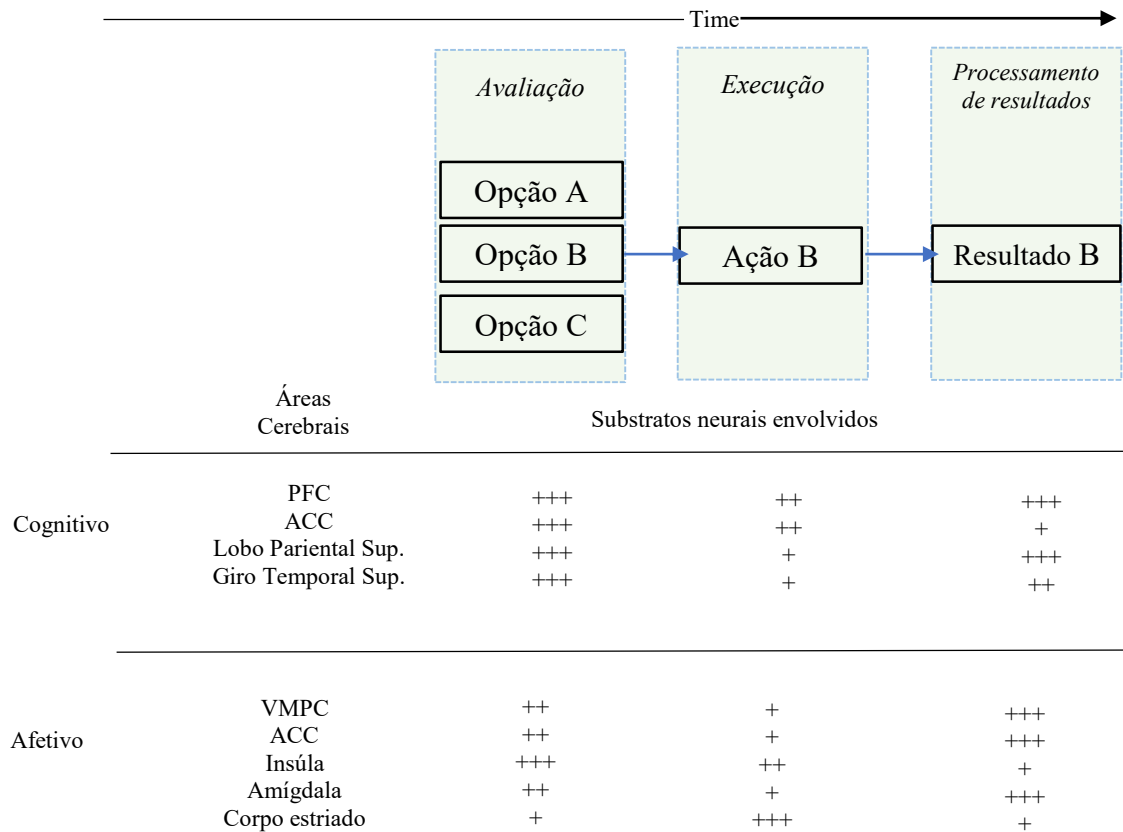 Time
Avaliação
Execução
Processamento
de resultados
Opção A
Opção B
Ação B
Resultado B
Opção C
Áreas
Cerebrais
Substratos neurais envolvidos
Cognitivo
PFC +++ ++ +++
ACC +++ ++ +
Lobo Pariental Sup. +++ + +++
Giro Temporal Sup. +++ + ++
Afetivo
VMPC ++ + +++
ACC ++ + +++
Insúla +++ ++ +
Amígdala ++ + +++
Corpo estriado + +++ +